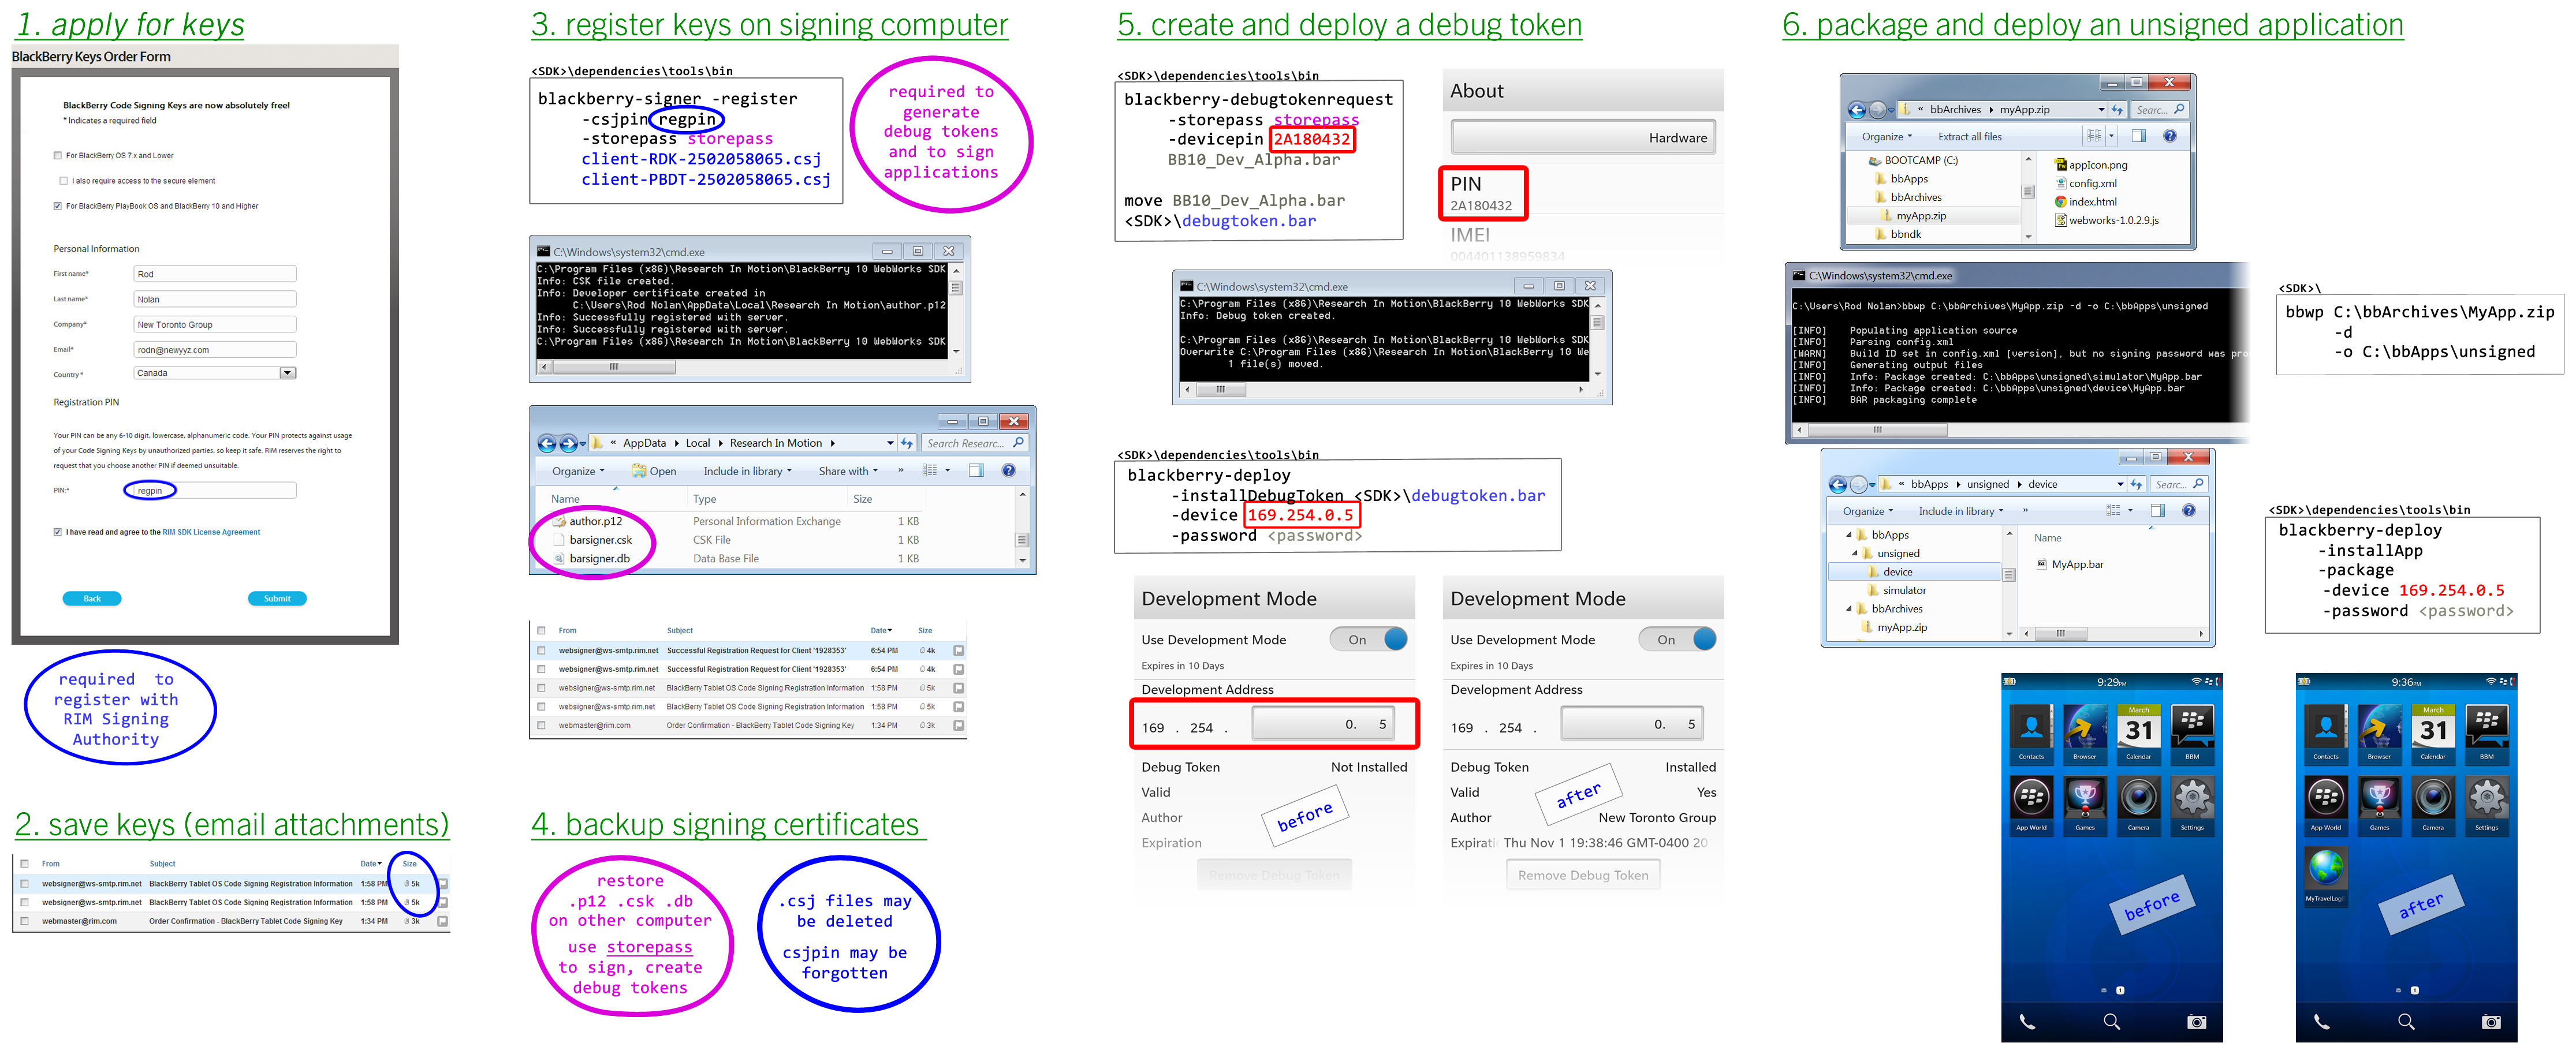 1. apply for keys
BlackBerry Keys Order Form
BlackBerry Code Signing Keys are now absolutely free!
* Indicates a required field
For BlackBerry OS 7.x and Lower
I also require access to the secure element
For BlackBerry PlayBook OS and BlackBerry 10 and Higher
Personal Information
First name* Rod
Last name* Nolan
Company* New Toronto Group
Email* rodn@newyyz.com
Country* Canada
Registration PIN
Your PIN can be any 6-10 digit, lowercase, alphanumeric code. Your PIN protects against usage
of your Code Signing Keys by unauthorized parties, so keep it safe. RIM reserves the right to
request that you choose another PIN if deemed unsuitable.
PIN:* regpin
I have read and agree to the RIM SDK License Agreement
Back Submit
required to
register with
RIM Signing
Authority
2. save keys (email attachments)
From Subject Date Size
websigner@ws-smtp.rim.net BlackBerry Tablet OS Code Signing Registration Information 1:58 PM 5k
websigner@ws-smtp.rim.net BlackBerry Tablet OS Code Signing Registration Information 1:58 PM 5k
webmaster@rim.com Order Confirmation - BlackBerry Tablet Code Signing Key 1:34 PM 3k
3. register keys on signing computer
<SDK>\dependencies\tools\bin
blackberry-signer -register
-csjpin regpin
-storepass storepass
client-RDK-2502058065.csj
client-PBDT-2502058065.csj
required to
generate
debug tokens
and to sign
applications
C:\Windows\system32\cmd.exe
C:\Program Files (x86)\Research In Motion\BlackBerry 10 WebWorks SDK
Info: CSK file created.
Info: Developer certificate created in
C:\Users\Rod Nolan\AppData\Local\Research In Motion\author.p12
Info: Successfully registered with server.
Info: Successfully registered with server.
C:\Program Files (x86)\Research In Motion\BlackBerry 10 WebWorks SDK
« AppData Local Research In Motion Search Researc...
Organize Open Include in library Share with »
Name Type Size
author.p12 Personal Information Exchange 1 KB
barsigner.csk CSK File 1 KB
barsigner.db Data Base File 1 KB
From Subject Date Size
websigner@ws-smtp.rim.net Successful Registration Request for Client '1928353' 6:54 PM 4k
websigner@ws-smtp.rim.net Successful Registration Request for Client '1928353' 6:54 PM 4k
websigner@ws-smtp.rim.net BlackBerry Tablet OS Code Signing Registration Information 1:58 PM 5k
websigner@ws-smtp.rim.net BlackBerry Tablet OS Code Signing Registration Information 1:58 PM 5k
webmaster@rim.com Order Confirmation - BlackBerry Tablet Code Signing Key 1:34 PM 3k
4. backup signing certificates
restore
.p12 .csk .db
on other computer
use storepass
to sign, create
debug tokens
.csj files may
be deleted
csjpin may be
forgotten
5. create and deploy a debug token
<SDK>\dependencies\tools\bin
blackberry-debugtokenrequest
-storepass storepass
-devicepin 2A180432
BB10_Dev_Alpha.bar
move BB10_Dev_Alpha.bar
<SDK>\debugtoken.bar
About
Hardware
PIN
2A180432
IMEI
004401138959834
C:\Windows\system32\cmd.exe
C:\Program Files (x86)\Research In Motion\BlackBerry 10 WebWorks SDK
Info: Debug token created.
C:\Program Files (x86)\Research In Motion\BlackBerry 10 WebWorks SDK
Overwrite C:\Program Files (x86)\Research In Motion\BlackBerry 10 We
1 file(s) moved.
<SDK>\dependencies\tools\bin
blackberry-deploy
-installDebugToken <SDK>\debugtoken.bar
-device 169.254.0.5
-password <password>
Development Mode
Use Development Mode On
Expires in 10 Days
Development Address
169 . 254 . 0. 5
Debug Token Not Installed
Valid
Author
Expiration
before
Remove Debug Token
Development Mode
Use Development Mode On
Expires in 10 Days
Development Address
169 . 254 . 0. 5
Debug Token Installed
Valid Yes
Author New Toronto Group
Expirati Thu Nov 1 19:38:46 GMT-0400 20
after
Remove Debug Token
6. package and deploy an unsigned application
« bbArchives myApp.zip Searc...
Organize Extract all files
BOOTCAMP (C:)
bbApps
bbArchives
myApp.zip
bbndk
appIcon.png
config.xml
index.html
webworks-1.0.2.9.js
C:\Windows\system32\cmd.exe
C:\Users\Rod Nolan>bbwp C:\bbArchives\MyApp.zip -d -o C:\bbApps\unsigned
[INFO] Populating application source
[INFO] Parsing config.xml
[WARN] Build ID set in config.xml [version], but no signing password was pro
[INFO] Generating output files
[INFO] Info: Package created: C:\bbApps\unsigned\simulator\MyApp.bar
[INFO] Info: Package created: C:\bbApps\unsigned\device\MyApp.bar
[INFO] BAR packaging complete
<SDK>\
bbwp C:\bbArchives\MyApp.zip
-d
-o C:\bbApps\unsigned
« bbApps unsigned device Searc...
Organize Include in library »
bbApps
unsigned
device
simulator
bbArchives
myApp.zip
Name
MyApp.bar
<SDK>\dependencies\tools\bin
blackberry-deploy
-installApp
-package
-device 169.254.0.5
-password <password>
9:29PM
Contacts Browser March 31 Calendar BBM
App World Games Camera Settings
before
1
9:36PM
Contacts Browser March 31 Calendar BBM
App World Games Camera Settings
MyTravelLog
after
1